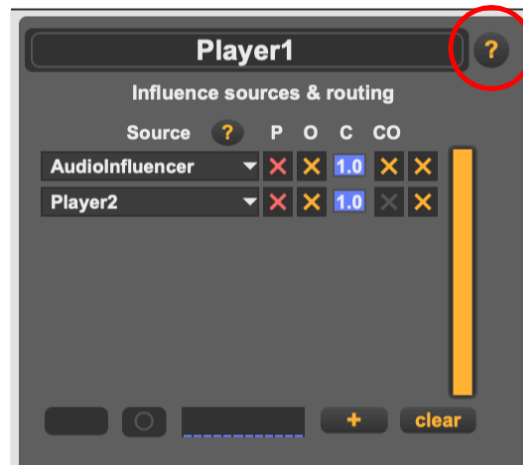 Player1 ?
Influence sources & routing
Source ? P O C CO
AudioInfluencer 1.0
Player2 1.0
+ clear